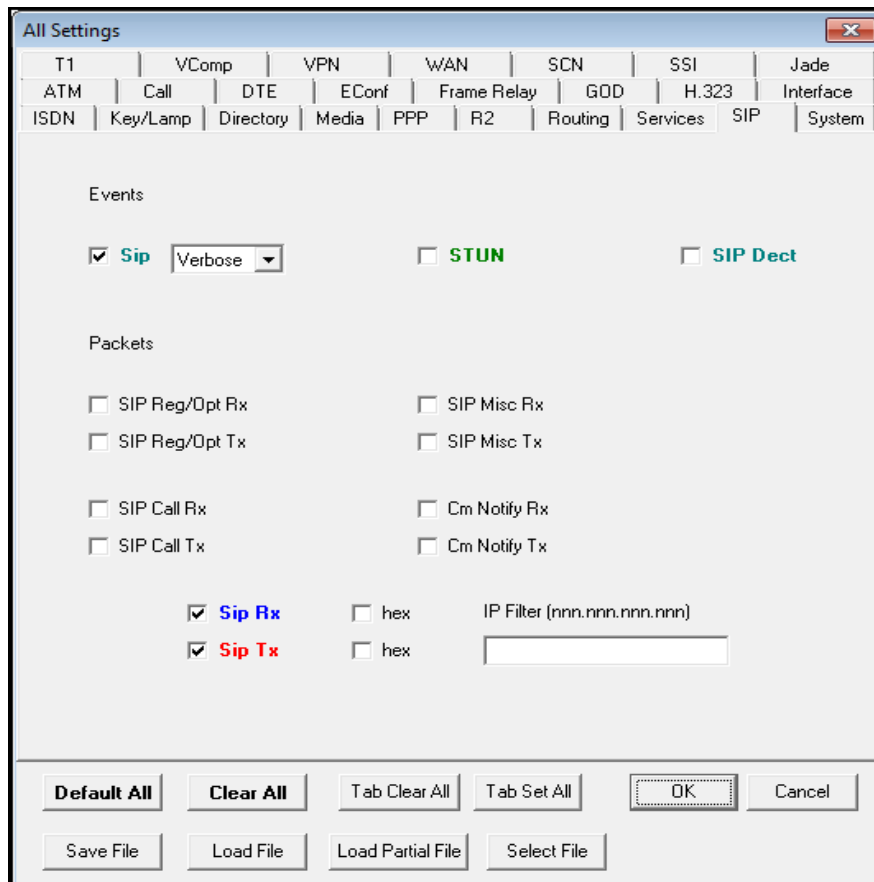 All Settings
T1 VComp VPN WAN SCN SSI Jade
ATM Call DTE EConf Frame Relay GOD H.323 Interface
ISDN Key/Lamp Directory Media PPP R2 Routing Services SIP System
Events
Sip Verbose STUN SIP Dect
Packets
SIP Reg/Opt Rx SIP Misc Rx
SIP Reg/Opt Tx SIP Misc Tx
SIP Call Rx Cm Notify Rx
SIP Call Tx Cm Notify Tx
Sip Rx hex IP Filter (nnn.nnn.nnn.nnn)
Sip Tx hex
Default All Clear All Tab Clear All Tab Set All OK Cancel
Save File Load File Load Partial File Select File